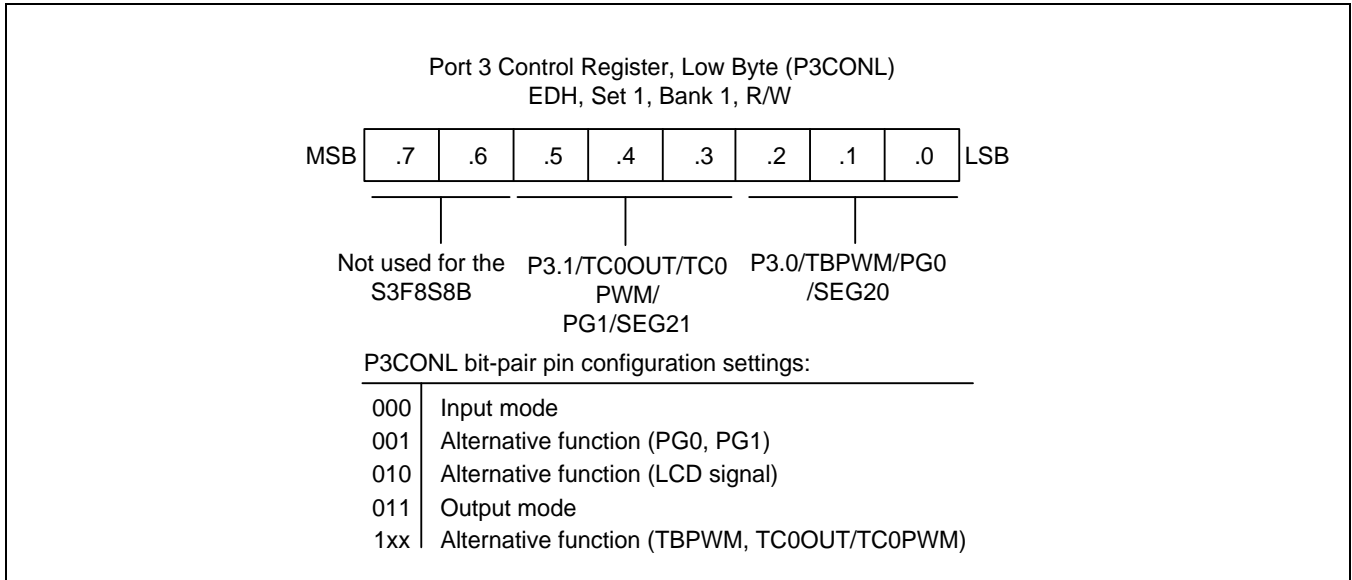 Port 3 Control Register, Low Byte (P3CONL)
EDH, Set 1, Bank 1, R/W
MSB .7 .6 .5 .4 .3 .2 .1 .0 LSB
Not used for the
S3F8S8B
P3.1/TC0OUT/TC0
PWM/
PG1/SEG21
P3.0/TBPWM/PG0
/SEG20
P3CONL bit-pair pin configuration settings:
000 Input mode
001 Alternative function (PG0, PG1)
010 Alternative function (LCD signal)
011 Output mode
1xx Alternative function (TBPWM, TC0OUT/TC0PWM)